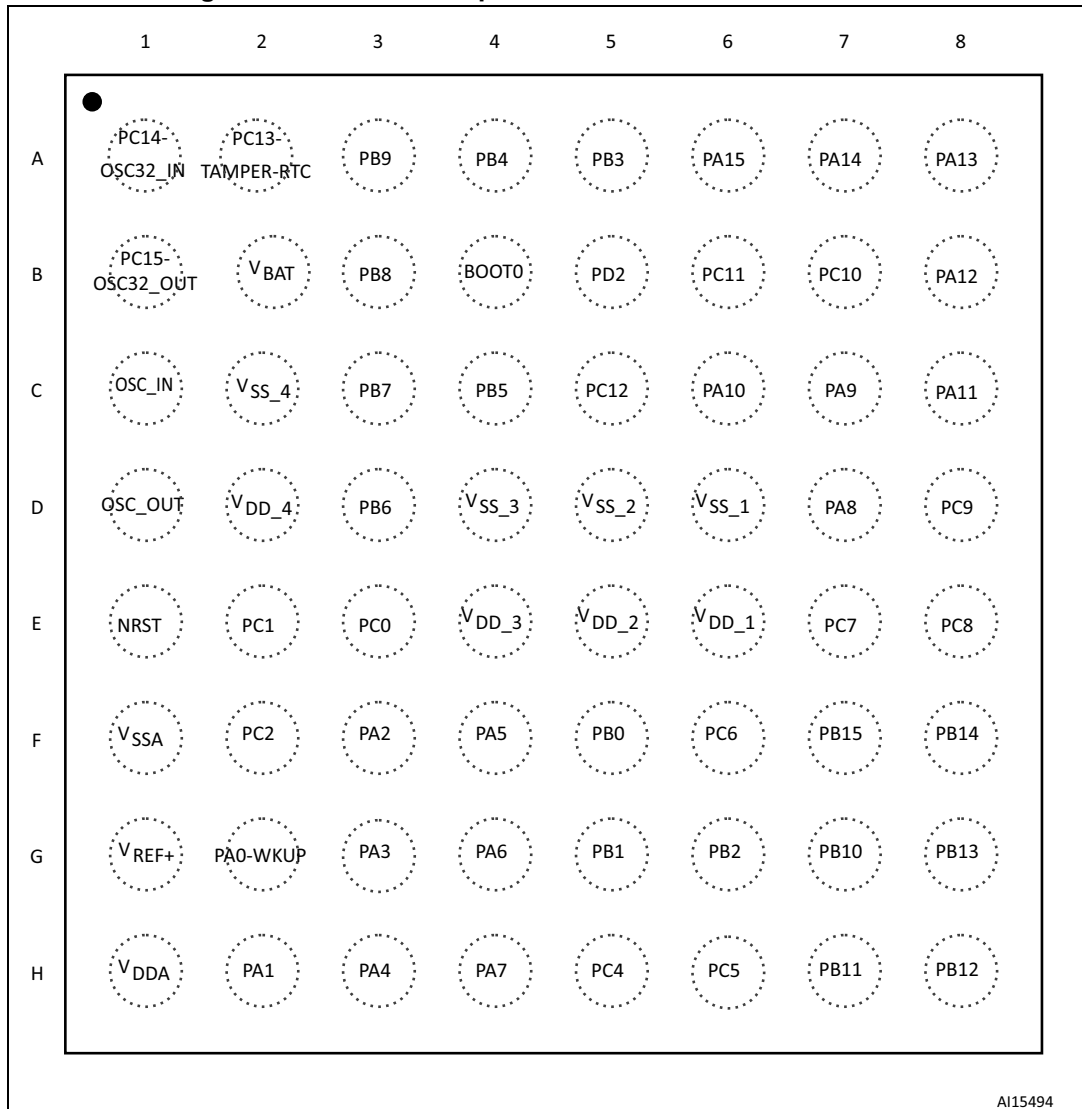 1 2 3 4 5 6 7 8
A PC14-OSC32_IN PC13-TAMPER-RTC PB9 PB4 PB3 PA15 PA14 PA13
B PC15-OSC32_OUT VBAT PB8 BOOT0 PD2 PC11 PC10 PA12
C OSC_IN VSS_4 PB7 PB5 PC12 PA10 PA9 PA11
D OSC_OUT VDD_4 PB6 VSS_3 VSS_2 VSS_1 PA8 PC9
E NRST PC1 PC0 VDD_3 VDD_2 VDD_1 PC7 PC8
F VSSA PC2 PA2 PA5 PB0 PC6 PB15 PB14
G VREF+ PA0-WKUP PA3 PA6 PB1 PB2 PB10 PB13
H VDDA PA1 PA4 PA7 PC4 PC5 PB11 PB12
AI15494